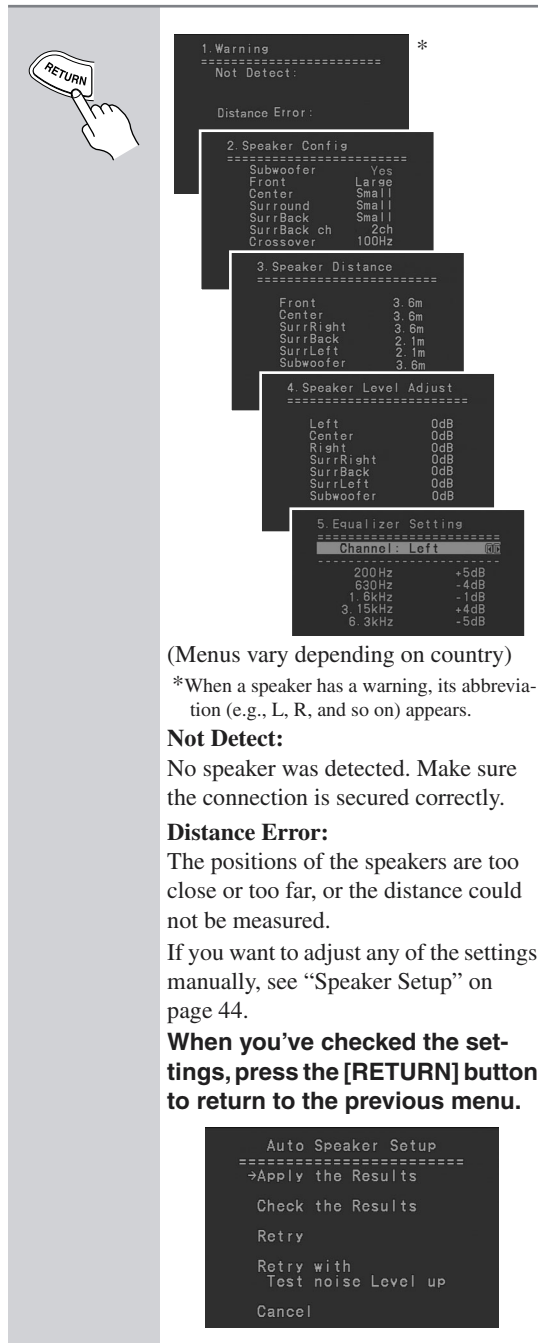 RETURN
1.Warning
*
=========================
Not Detect:
Distance Error:
2.Speaker Config
=========================
Subwoofer Yes
Front Large
Center Small
Surround Small
SurrBack Small
SurrBack ch 2ch
Crossover 100Hz
3.Speaker Distance
=========================
Front 3.6m
Center 3.6m
SurrRight 3.6m
SurrBack 2.1m
SurrLeft 2.1m
Subwoofer 3.6m
4.Speaker Level Adjust
=========================
Left 0dB
Center 0dB
Right 0dB
SurrRight 0dB
SurrBack 0dB
SurrLeft 0dB
Subwoofer 0dB
5.Equalizer Setting
=========================
Channel: Left
-------------------------
200Hz +5dB
630Hz -4dB
1.6kHz -1dB
3.15kHz +4dB
6.3kHz -5dB
(Menus vary depending on country)
*When a speaker has a warning, its abbrevia-
tion (e.g., L, R, and so on) appears.
Not Detect:
No speaker was detected. Make sure
the connection is secured correctly.
Distance Error:
The positions of the speakers are too
close or too far, or the distance could
not be measured.
If you want to adjust any of the settings
manually, see “Speaker Setup” on
page 44.
When you’ve checked the set-
tings, press the [RETURN] button
to return to the previous menu.
Auto Speaker Setup
=========================
→Apply the Results
Check the Results
Retry
Retry with
Test noise Level up
Cancel